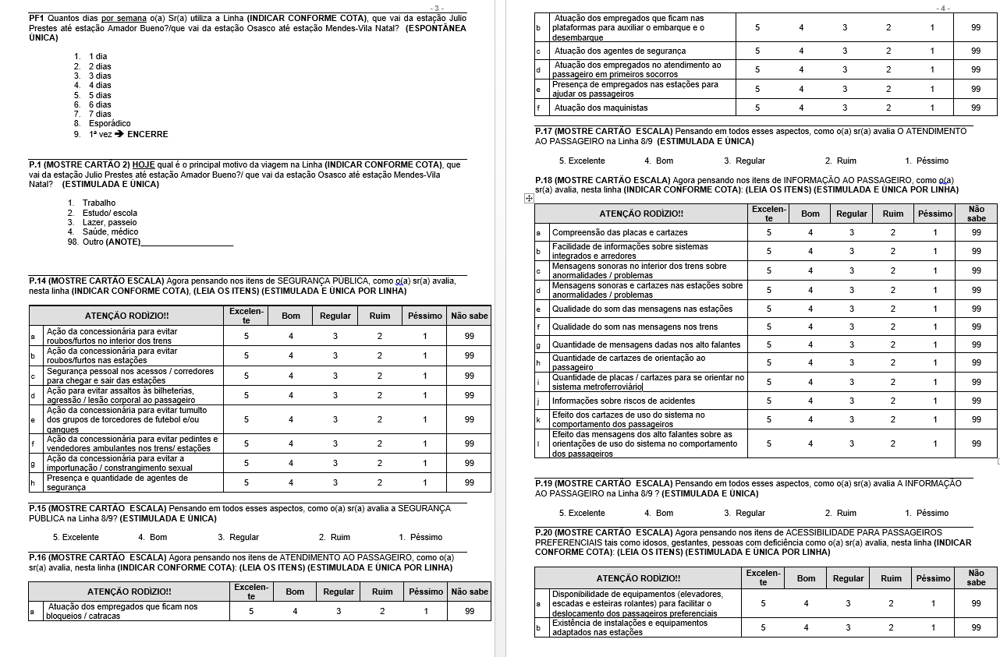 - 3 -
PF1 Quantos dias por semana o(a) Sr(a) utiliza a Linha (INDICAR CONFORME COTA), que vai da estação Julio
Prestes até estação Amador Bueno?/que vai da estação Osasco até estação Mendes-Vila Natal? (ESPONTÂNEA
ÚNICA)
1. 1 dia
2. 2 dias
3. 3 dias
4. 4 dias
5. 5 dias
6. 6 dias
7. 7 dias
8. Esporádico
9. 1ª vez ➔ ENCERRE
P.1 (MOSTRE CARTÃO 2) HOJE qual é o principal motivo da viagem na Linha (INDICAR CONFORME COTA), que
vai da estação Julio Prestes até estação Amador Bueno?/ que vai da estação Osasco até estação Mendes-Vila
Natal? (ESTIMULADA E ÚNICA)
1. Trabalho
2. Estudo/ escola
3. Lazer, passeio
4. Saúde, médico
98. Outro (ANOTE)____________________
P.14 (MOSTRE CARTÃO ESCALA) Agora pensando nos itens de SEGURANÇA PÚBLICA, como o(a) sr(a) avalia,
nesta linha (INDICAR CONFORME COTA), (LEIA OS ITENS) (ESTIMULADA E ÚNICA POR LINHA)
ATENÇÃO RODÌZIO!! Excelen-
te Bom Regular Ruim Péssimo Não sabe
a Ação da concessionária para evitar
roubos/furtos no interior dos trens 5 4 3 2 1 99
b Ação da concessionária para evitar
roubos/furtos nas estações 5 4 3 2 1 99
c Segurança pessoal nos acessos / corredores
para chegar e sair das estações 5 4 3 2 1 99
d Ação para evitar assaltos às bilheterias,
agressão / lesão corporal ao passageiro 5 4 3 2 1 99
e Ação da concessionária para evitar tumulto
dos grupos de torcedores de futebol e/ou
gangues 5 4 3 2 1 99
f Ação da concessionária para evitar pedintes e
vendedores ambulantes nos trens/ estações 5 4 3 2 1 99
g Ação da concessionária para evitar a
importunação / constrangimento sexual 5 4 3 2 1 99
h Presença e quantidade de agentes de
segurança 5 4 3 2 1 99
P.15 (MOSTRE CARTÃO ESCALA) Pensando em todos esses aspectos, como o(a) sr(a) avalia a SEGURANÇA
PÚBLICA na Linha 8/9? (ESTIMULADA E ÚNICA)
5. Excelente 4. Bom 3. Regular 2. Ruim 1. Péssimo
P.16 (MOSTRE CARTÃO ESCALA) Agora pensando nos itens de ATENDIMENTO AO PASSAGEIRO, como o(a)
sr(a) avalia, nesta linha (INDICAR CONFORME COTA): (LEIA OS ITENS) (ESTIMULADA E ÚNICA POR LINHA)
ATENÇÃO RODÌZIO!! Excelen-
te Bom Regular Ruim Péssimo Não sabe
a Atuação dos empregados que ficam nos
bloqueios / catracas 5 4 3 2 1 99
- 4 -
b Atuação dos empregados que ficam nas
plataformas para auxiliar o embarque e o
desembarque 5 4 3 2 1 99
c Atuação dos agentes de segurança 5 4 3 2 1 99
d Atuação dos empregados no atendimento ao
passageiro em primeiros socorros 5 4 3 2 1 99
e Presença de empregados nas estações para
ajudar os passageiros 5 4 3 2 1 99
f Atuação dos maquinistas 5 4 3 2 1 99
P.17 (MOSTRE CARTÃO ESCALA) Pensando em todos esses aspectos, como o(a) sr(a) avalia O ATENDIMENTO
AO PASSAGEIRO na Linha 8/9 (ESTIMULADA E ÚNICA)
5. Excelente 4. Bom 3. Regular 2. Ruim 1. Péssimo
P.18 (MOSTRE CARTÃO ESCALA) Agora pensando nos itens de INFORMAÇÃO AO PASSAGEIRO, como o(a)
sr(a) avalia, nesta linha (INDICAR CONFORME COTA): (LEIA OS ITENS) (ESTIMULADA E ÚNICA POR LINHA)
ATENÇÃO RODÌZIO!! Excelen-
te Bom Regular Ruim Péssimo Não
sabe
a Compreensão das placas e cartazes 5 4 3 2 1 99
b Facilidade de informações sobre sistemas
integrados e arredores 5 4 3 2 1 99
c Mensagens sonoras no interior dos trens sobre
anormalidades / problemas 5 4 3 2 1 99
d Mensagens sonoras e cartazes nas estações sobre
anormalidades / problemas 5 4 3 2 1 99
e Qualidade do som das mensagens nas estações 5 4 3 2 1 99
f Qualidade do som nas mensagens nos trens 5 4 3 2 1 99
g Quantidade de mensagens dadas nos alto falantes 5 4 3 2 1 99
h Quantidade de cartazes de orientação ao
passageiro 5 4 3 2 1 99
i Quantidade de placas / cartazes para se orientar no
sistema metroferroviário 5 4 3 2 1 99
j Informações sobre riscos de acidentes 5 4 3 2 1 99
k Efeito dos cartazes de uso do sistema no
comportamento dos passageiros 5 4 3 2 1 99
l Efeito das mensagens dos alto falantes sobre as
orientações de uso do sistema no comportamento
dos passageiros 5 4 3 2 1 99
P.19 (MOSTRE CARTÃO ESCALA) Pensando em todos esses aspectos, como o(a) sr(a) avalia A INFORMAÇÃO
AO PASSAGEIRO na Linha 8/9 ? (ESTIMULADA E ÚNICA)
5. Excelente 4. Bom 3. Regular 2. Ruim 1. Péssimo
P.20 (MOSTRE CARTÃO ESCALA) Agora pensando nos itens de ACESSIBILIDADE PARA PASSAGEIROS
PREFERENCIAIS tais como idosos, gestantes, pessoas com deficiência como o(a) sr(a) avalia, nesta linha (INDICAR
CONFORME COTA): (LEIA OS ITENS) (ESTIMULADA E ÚNICA POR LINHA)
ATENÇÃO RODÌZIO!! Excelen-
te Bom Regular Ruim Péssimo Não
sabe
a Disponibilidade de equipamentos (elevadores,
escadas e esteiras rolantes) para facilitar o
deslocamento dos passageiros preferenciais 5 4 3 2 1 99
b Existência de instalações e equipamentos
adaptados nas estações 5 4 3 2 1 99